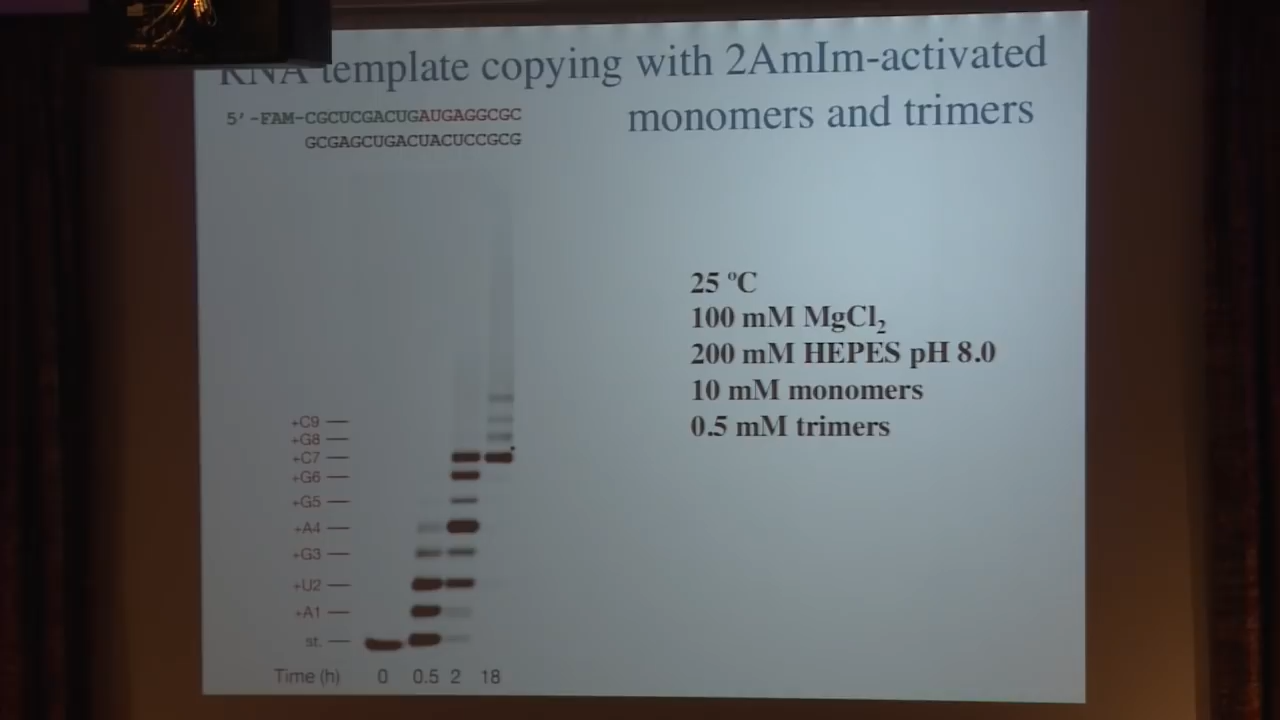 RNA template copying with 2AmIm-activated
monomers and trimers
5'-FAM-CGCUCGACUGAUGAGGCGC
GCGAGCUGACUACUCCGCG
25 ºC
100 mM MgCl₂
200 mM HEPES pH 8.0
10 mM monomers
0.5 mM trimers
+C9
+G8
+C7
+G6
+G5
+A4
+G3
+U2
+A1
st.
Time (h) 0 0.5 2 18